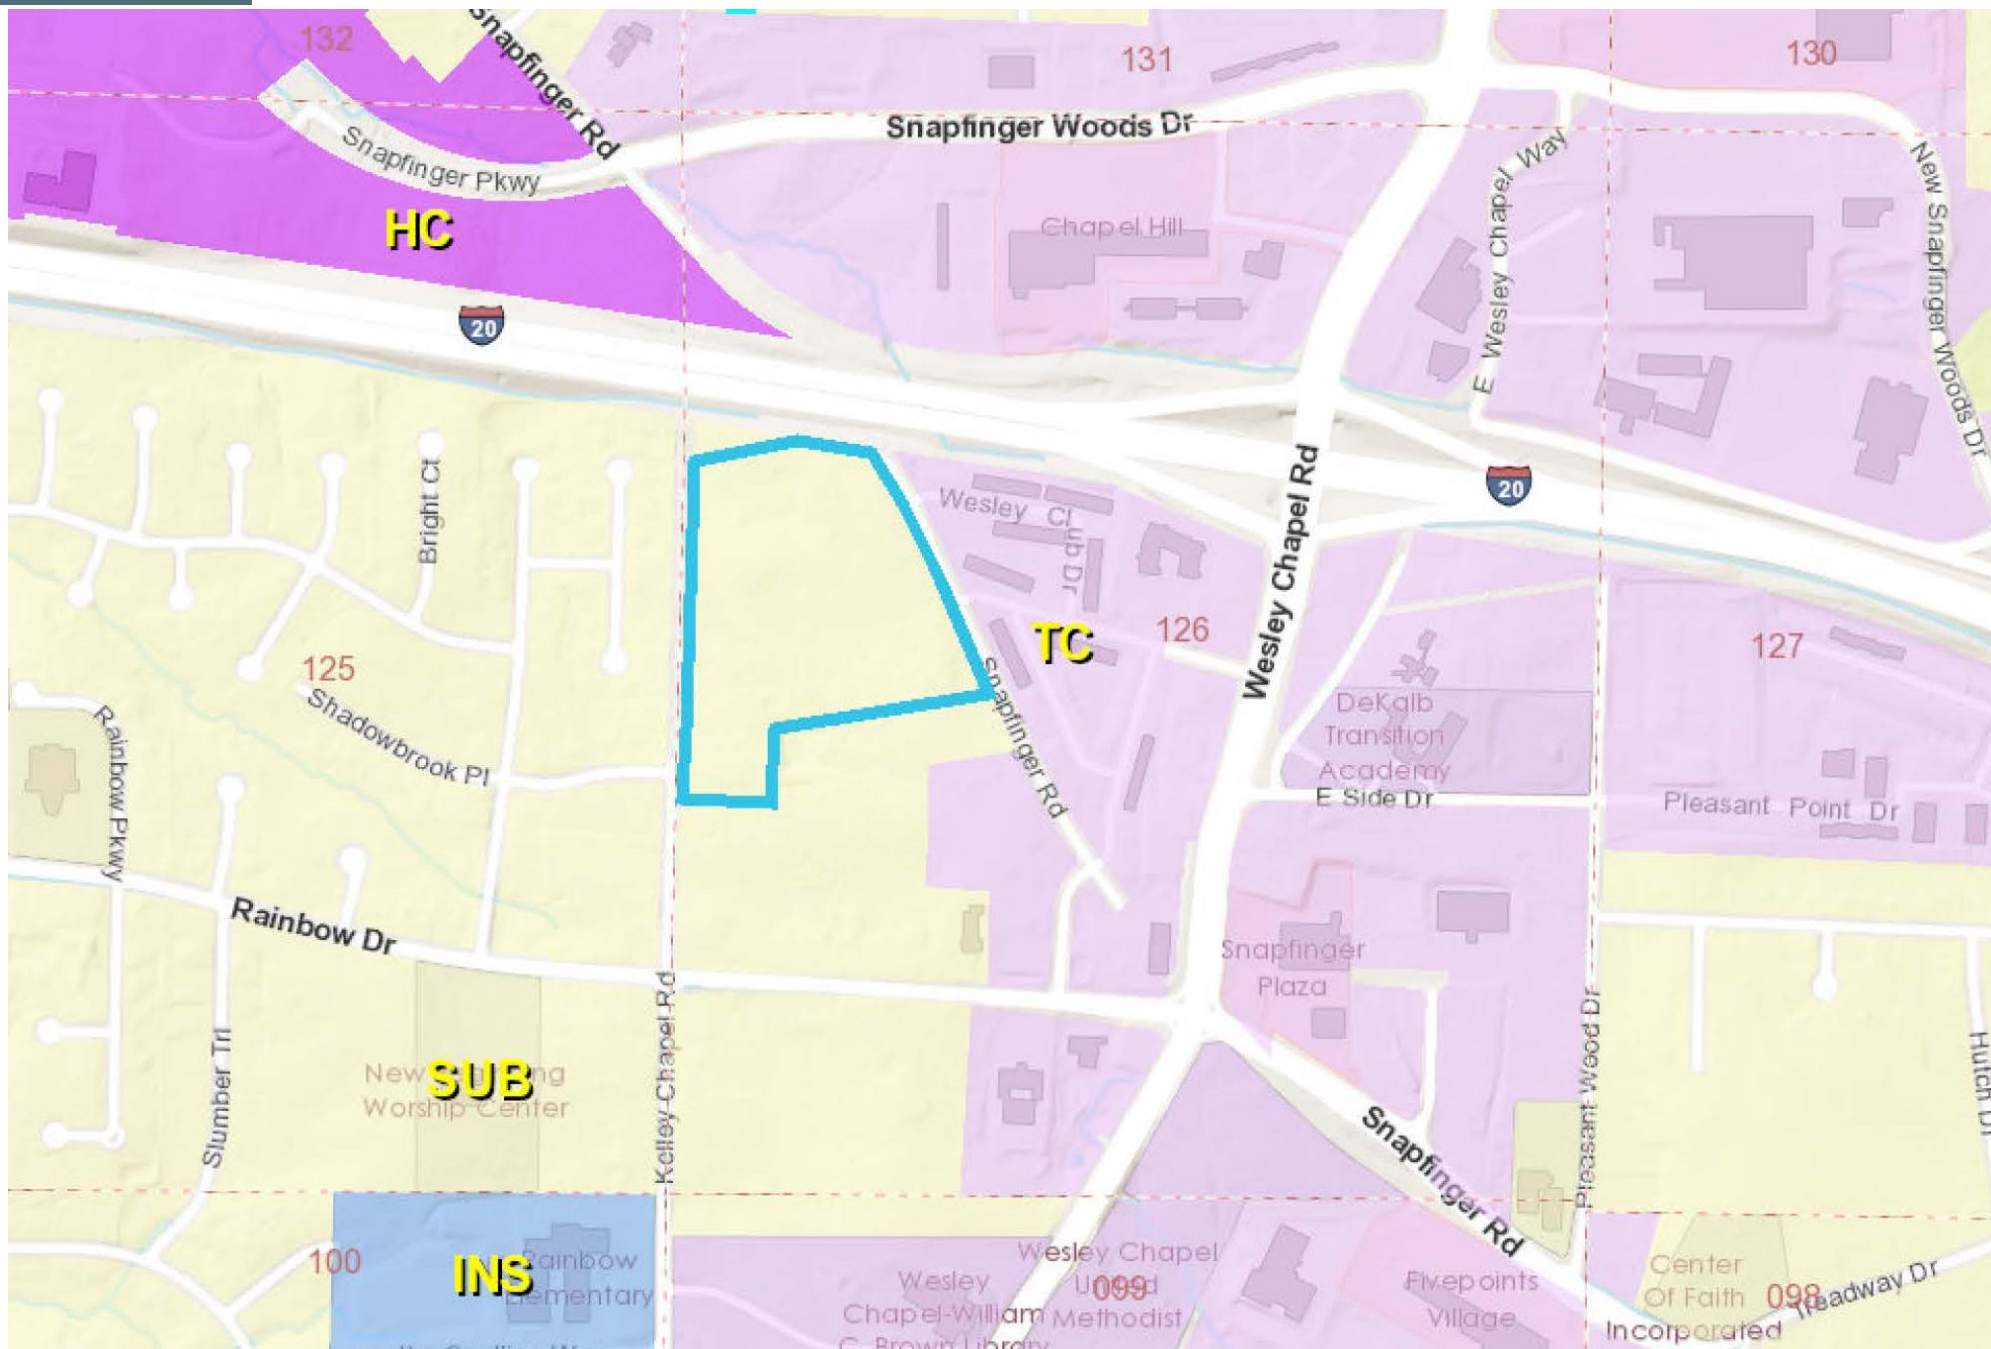 132
Snapfinger Rd
131
130
Snapfinger Woods Dr
Snapfinger Pkwy
E Wesley Chapel Way
New Snapfinger Woods Dr
HC
Chapel Hill
20
20
Bright Ct
Wesley Club Dr
Wesley Chapel Rd
TC
126
127
125
Shadowbrook Pl
Snapfinger Rd
DeKalb
Transition
Academy
E Side Dr
Pleasant Point Dr
Rainbow Pkwy
Rainbow Dr
Snapfinger
Plaza
Kelley Chapel Rd
Pleasant Wood Dr
Hutch Dr
Slumber Trl
SUB
New
ng
Worship Center
Snapfinger Rd
100
INS
Rainbow
Elementary
Wesley Chapel
United
Methodist
099
Wesley
Chapel-William
C. Brown Library
Fivepoints
Village
Center
Of Faith
Incorporated
098
Treadway Dr